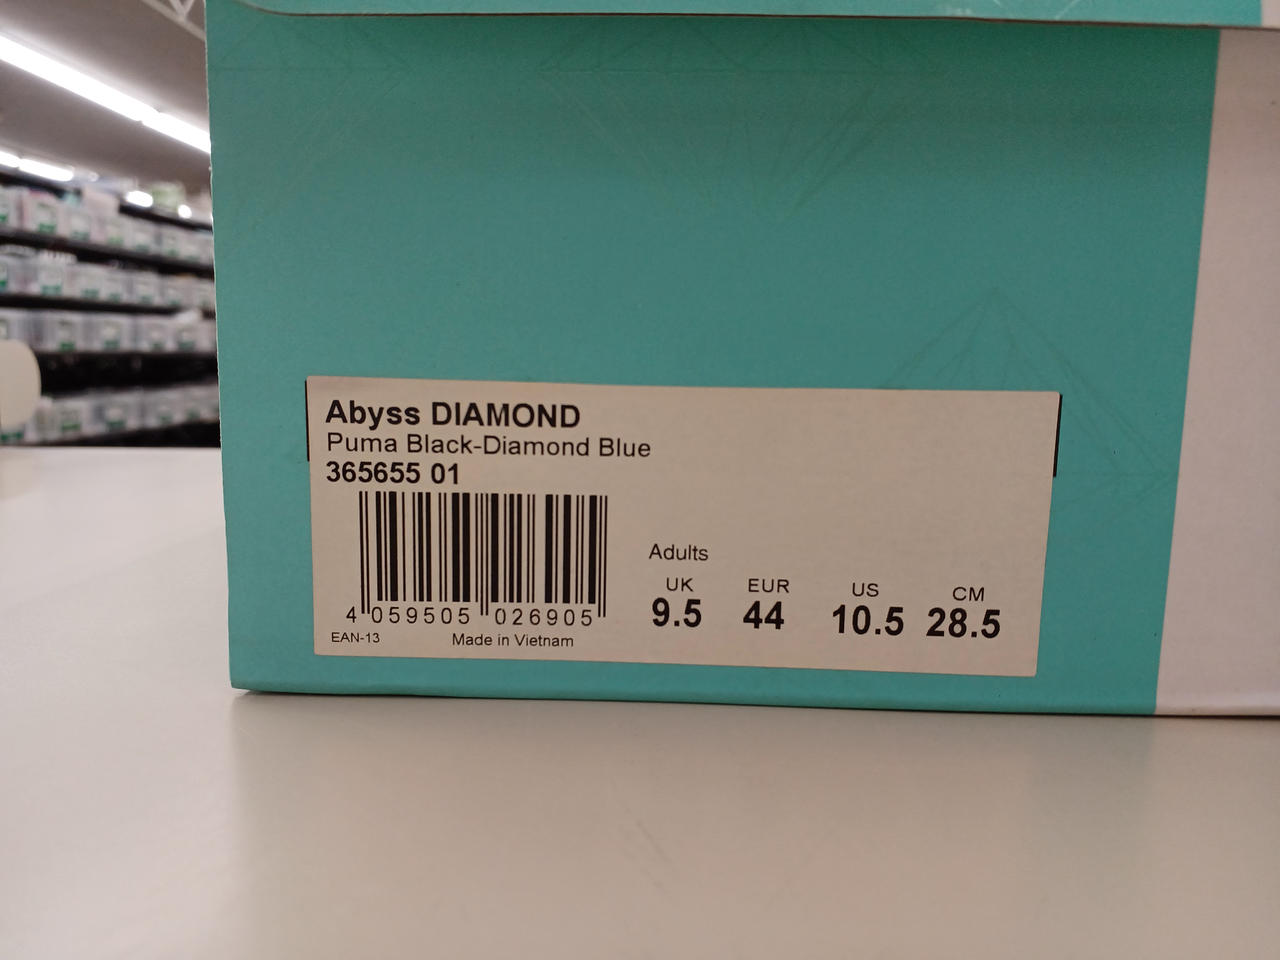 Abyss DIAMOND
Puma Black-Diamond Blue
365655 01
4 059505 026905
EAN-13
Made in Vietnam
Adults
UK EUR US CM
9.5 44 10.5 28.5